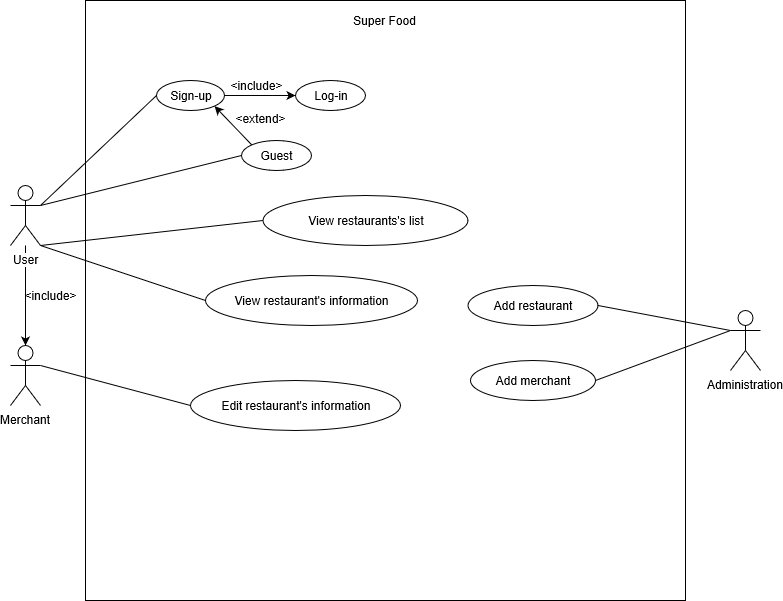 Super Food
Sign-up
<include>
Log-in
<extend>
Guest
View restaurants's list
User
<include>
View restaurant's information
Add restaurant
Merchant
Edit restaurant's information
Add merchant
Administration